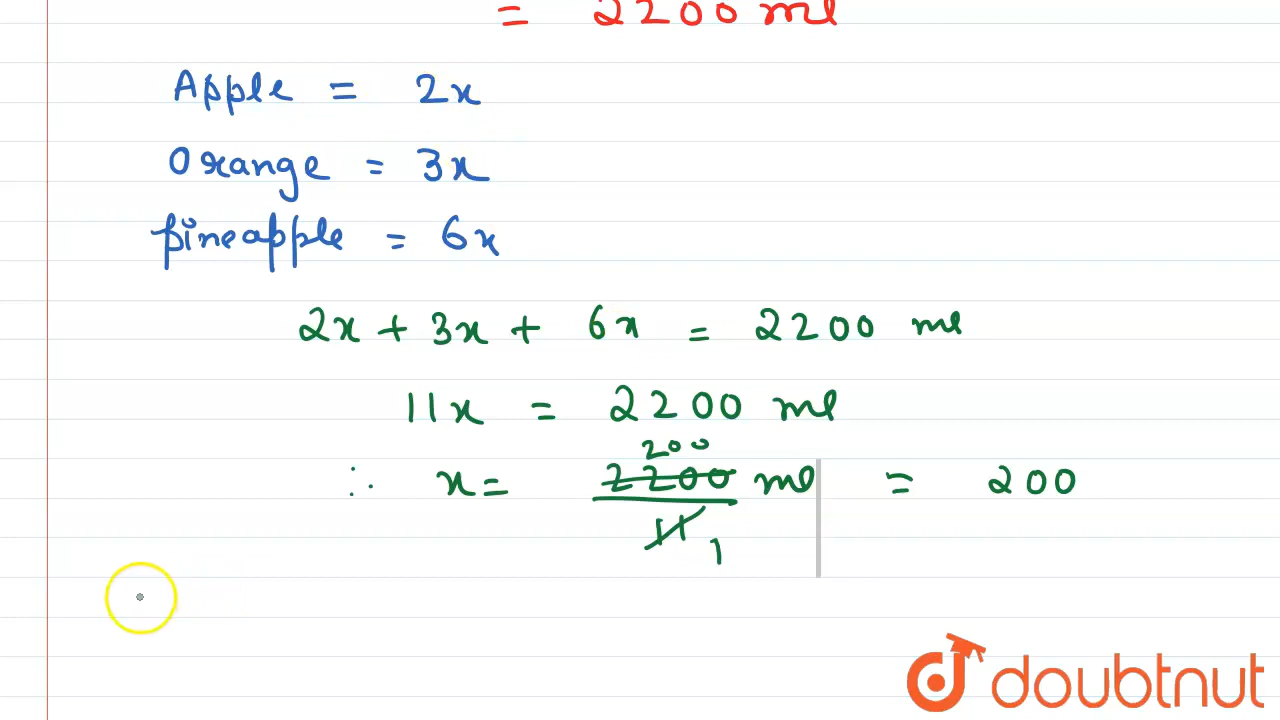 = 2200 ml
Apple = 2x
Orange = 3x
pineapple = 6x
2x + 3x + 6x = 2200 ml
11x = 2200 ml
200
∴ x = 2200 ml = 200
11 1
doubtnut